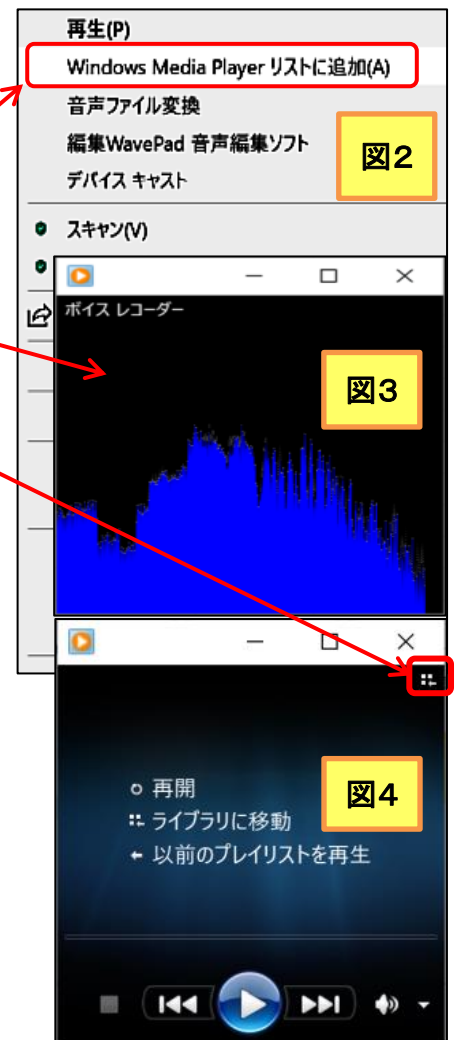 再生(P)
Windows Media Player リストに追加(A)
音声ファイル変換
編集WavePad 音声編集ソフト
デバイス キャスト
図2
スキャン(V)
ボイス レコーダー
図3
再開
ライブラリに移動
以前のプレイリストを再生
図4